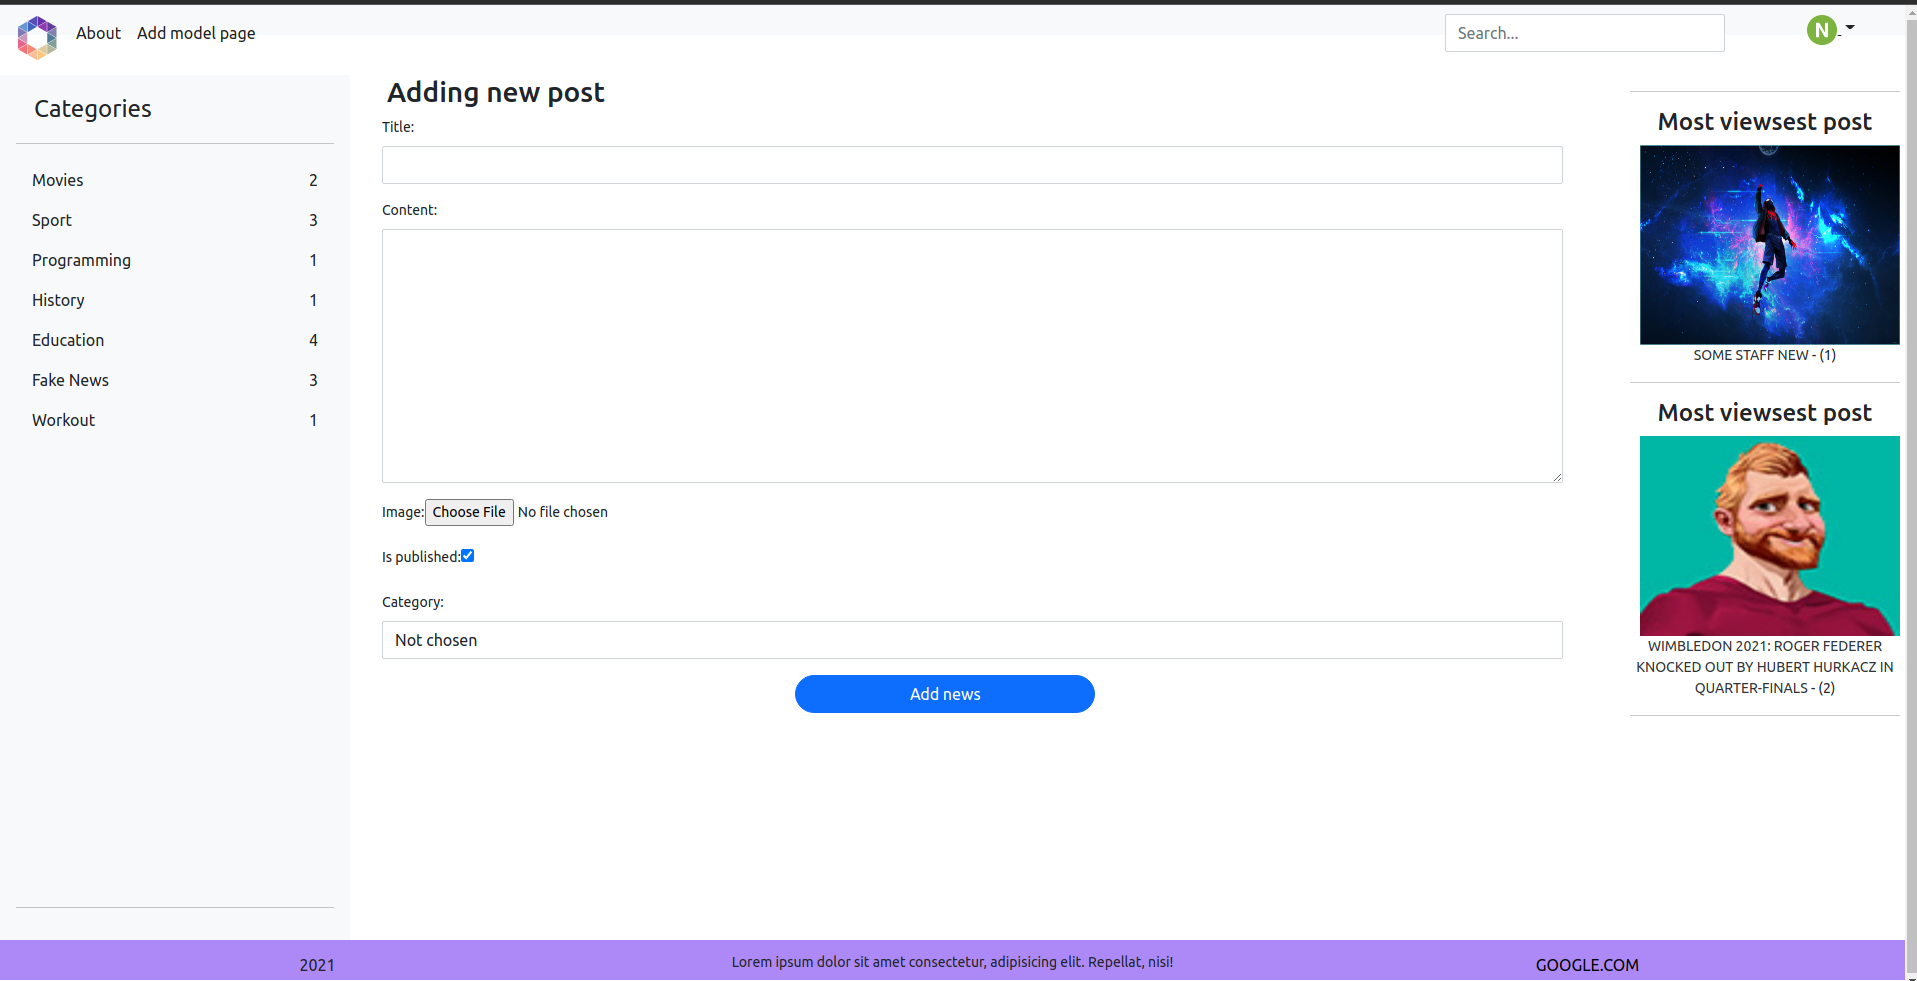 About
Add model page
Search...
N
Categories
Movies 2
Sport 3
Programming 1
History 1
Education 4
Fake News 3
Workout 1
Adding new post
Title:
Content:
Image: Choose File No file chosen
Is published:
Category:
Not chosen
Add news
Most viewsest post
SOME STAFF NEW - (1)
Most viewsest post
WIMBLEDON 2021: ROGER FEDERER
KNOCKED OUT BY HUBERT HURKACZ IN
QUARTER-FINALS - (2)
2021
Lorem ipsum dolor sit amet consectetur, adipisicing elit. Repellat, nisi!
GOOGLE.COM